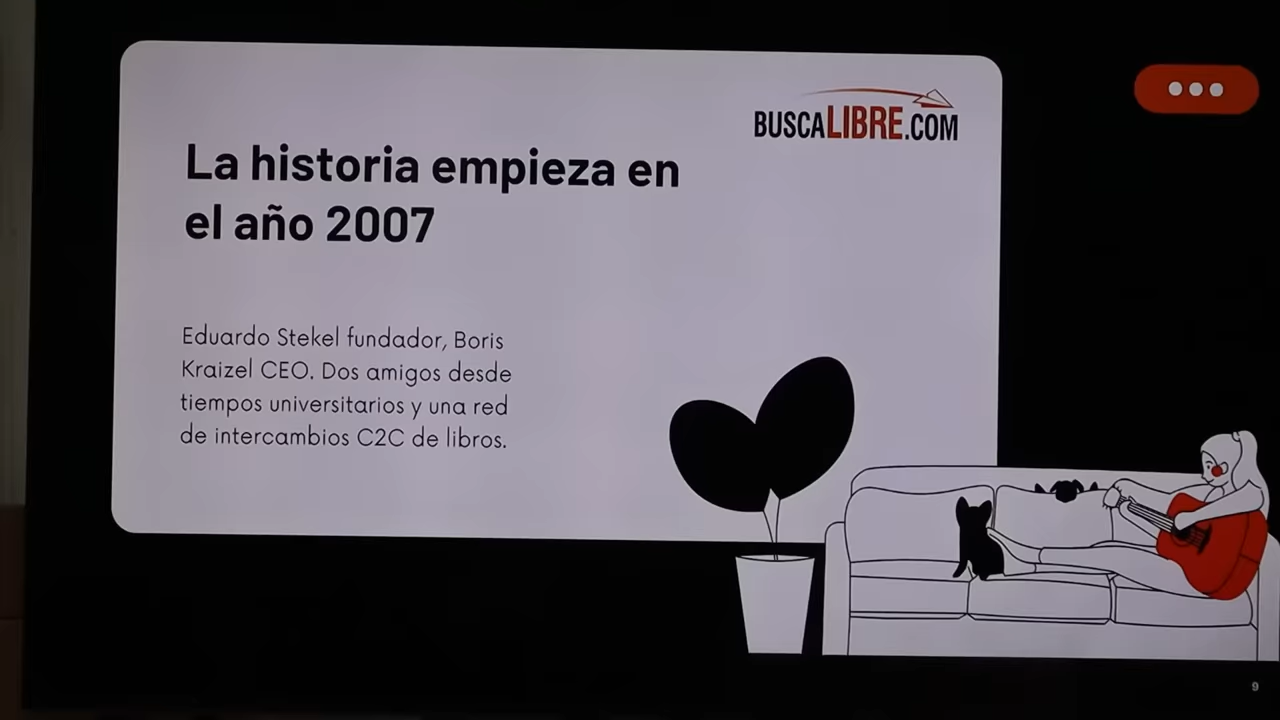 BUSCALIBRE.COM
La historia empieza en
el año 2007
Eduardo Stekel fundador, Boris
Kraizel CEO. Dos amigos desde
tiempos universitarios y una red
de intercambios C2C de libros.
9